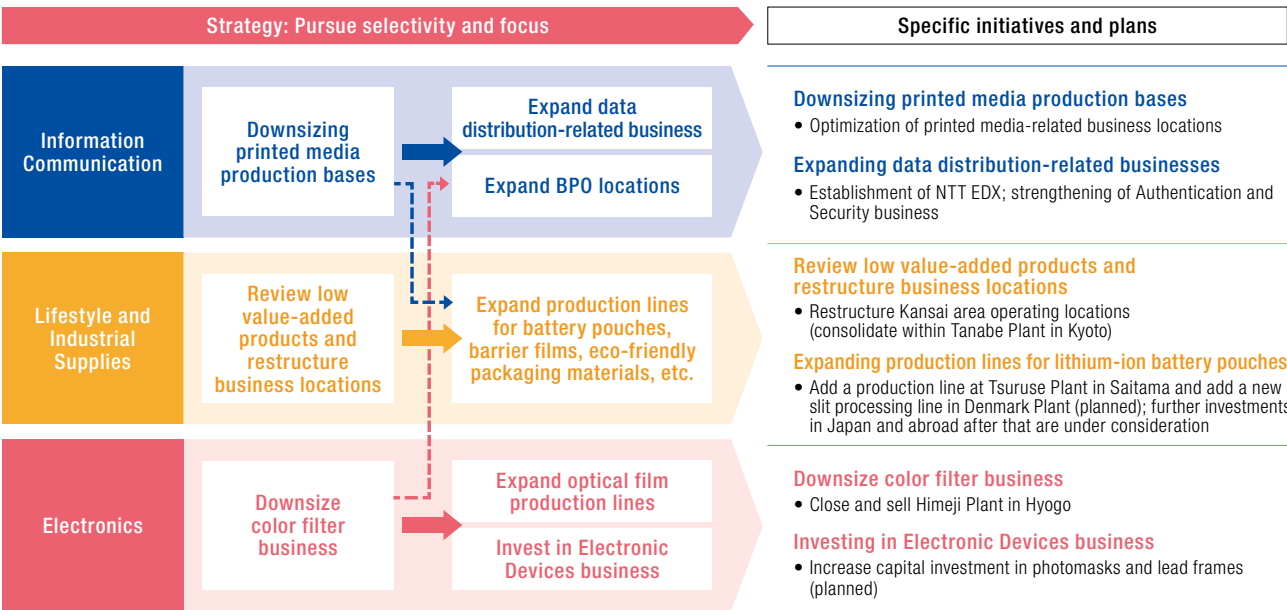 Strategy: Pursue selectivity and focus
Specific initiatives and plans
Information
Communication
Downsizing
printed media
production bases
Expand data
distribution-related business
Expand BPO locations
Downsizing printed media production bases
• Optimization of printed media-related business locations
Expanding data distribution-related businesses
• Establishment of NTT EDX; strengthening of Authentication and
Security business
Lifestyle and
Industrial
Supplies
Review low
value-added
products and
restructure
business locations
Expand production lines
for battery pouches,
barrier films, eco-friendly
packaging materials, etc.
Review low value-added products and
restructure business locations
• Restructure Kansai area operating locations
(consolidate within Tanabe Plant in Kyoto)
Expanding production lines for lithium-ion battery pouches
• Add a production line at Tsuruse Plant in Saitama and add a new
slit processing line in Denmark Plant (planned); further investments
in Japan and abroad after that are under consideration
Electronics
Downsize
color filter
business
Expand optical film
production lines
Invest in Electronic
Devices business
Downsize color filter business
• Close and sell Himeji Plant in Hyogo
Investing in Electronic Devices business
• Increase capital investment in photomasks and lead frames
(planned)